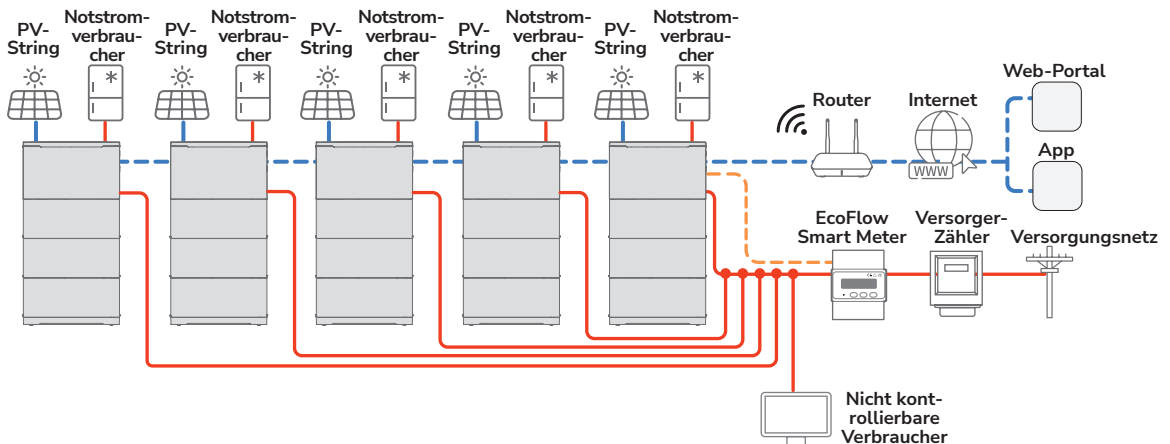 PV-
String
Notstrom-
verbrau-
cher
PV-
String
Notstrom-
verbrau-
cher
PV-
String
Notstrom-
verbrau-
cher
PV-
String
Notstrom-
verbrau-
cher
PV-
String
Notstrom-
verbrau-
cher
Web-Portal
Router
Internet
WWW
App
EcoFlow
Smart Meter
Versorger-
Zähler
Versorgungsnetz
Nicht kont-
rollierbare
Verbraucher